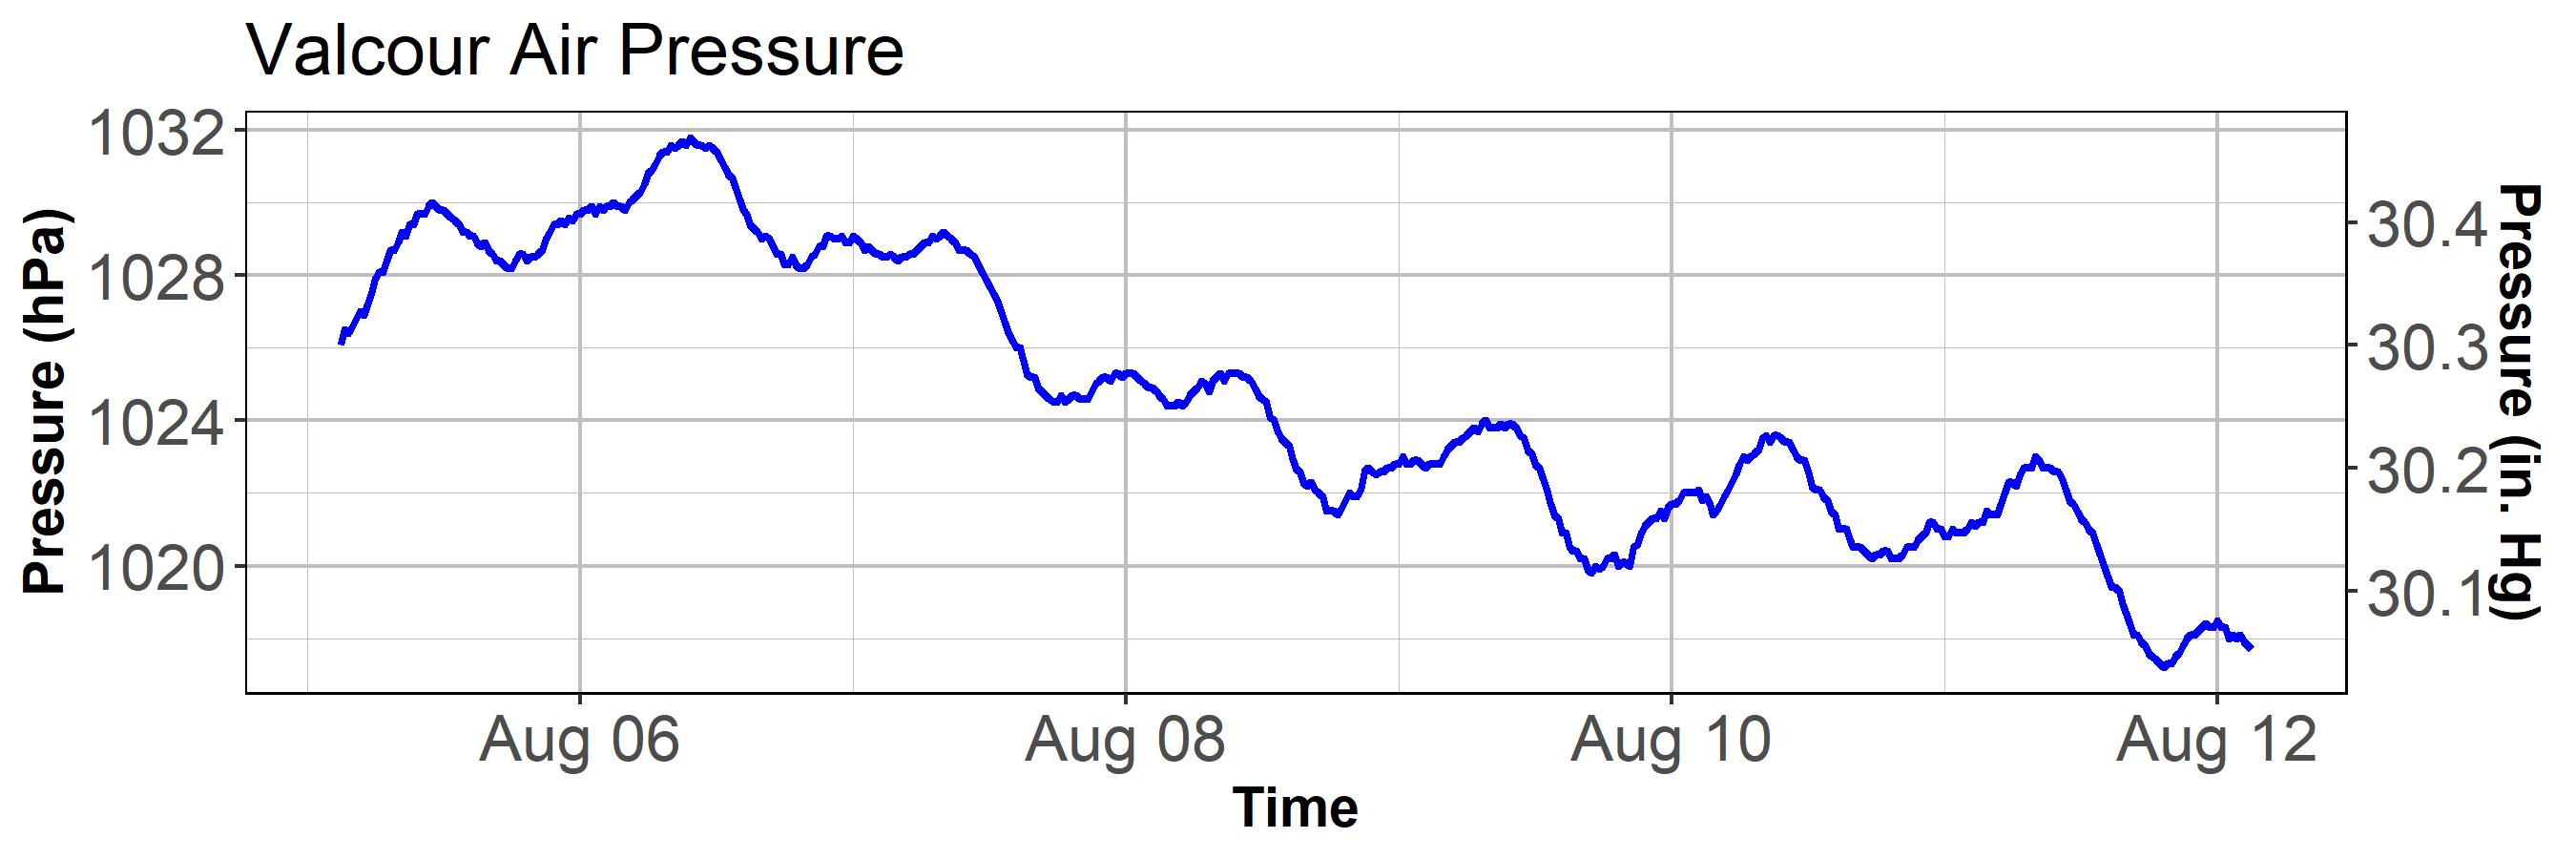 Valcour Air Pressure
Pressure (hPa)
1032
1028
1024
1020
30.4
30.3
30.2
30.1
Pressure (in. Hg)
Aug 06
Aug 08
Aug 10
Aug 12
Time